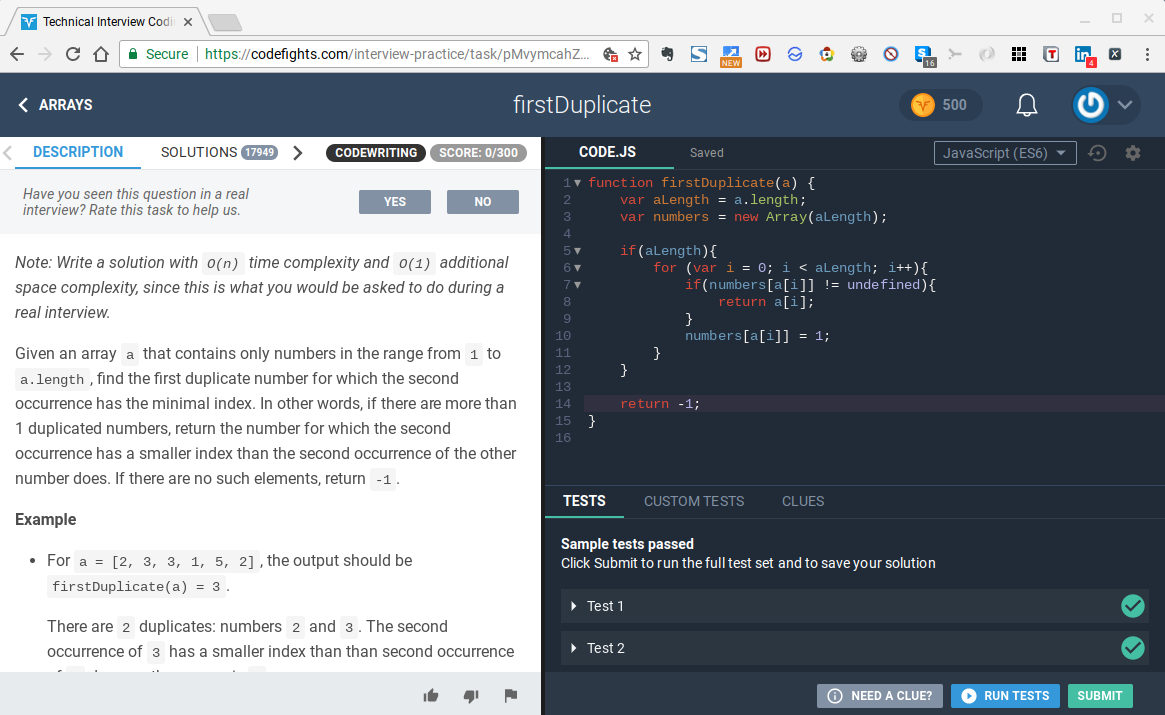 Technical Interview Codi
Secure https://codefights.com/interview-practice/task/pMvymcahZ...
NEW
16
T
in
4
X
ARRAYS
firstDuplicate
500
DESCRIPTION
SOLUTIONS 17949
CODEWRITING
SCORE: 0/300
Have you seen this question in a real
interview? Rate this task to help us.
YES
NO
Note: Write a solution with O(n) time complexity and O(1) additional
space complexity, since this is what you would be asked to do during a
real interview.
Given an array a that contains only numbers in the range from 1 to
a.length, find the first duplicate number for which the second
occurrence has the minimal index. In other words, if there are more than
1 duplicated numbers, return the number for which the second
occurrence has a smaller index than the second occurrence of the other
number does. If there are no such elements, return -1.
Example
• For a = [2, 3, 3, 1, 5, 2], the output should be
firstDuplicate(a) = 3.
There are 2 duplicates: numbers 2 and 3. The second
occurrence of 3 has a smaller index than than second occurrence
CODE.JS
Saved
JavaScript (ES6)
1 function firstDuplicate(a) {
2 var aLength = a.length;
3 var numbers = new Array(aLength);
4
5 if(aLength){
6 for (var i = 0; i < aLength; i++){
7 if(numbers[a[i]] != undefined){
8 return a[i];
9 }
10 numbers[a[i]] = 1;
11 }
12 }
13
14 return -1;
15 }
16
TESTS
CUSTOM TESTS
CLUES
Sample tests passed
Click Submit to run the full test set and to save your solution
Test 1
Test 2
NEED A CLUE?
RUN TESTS
SUBMIT